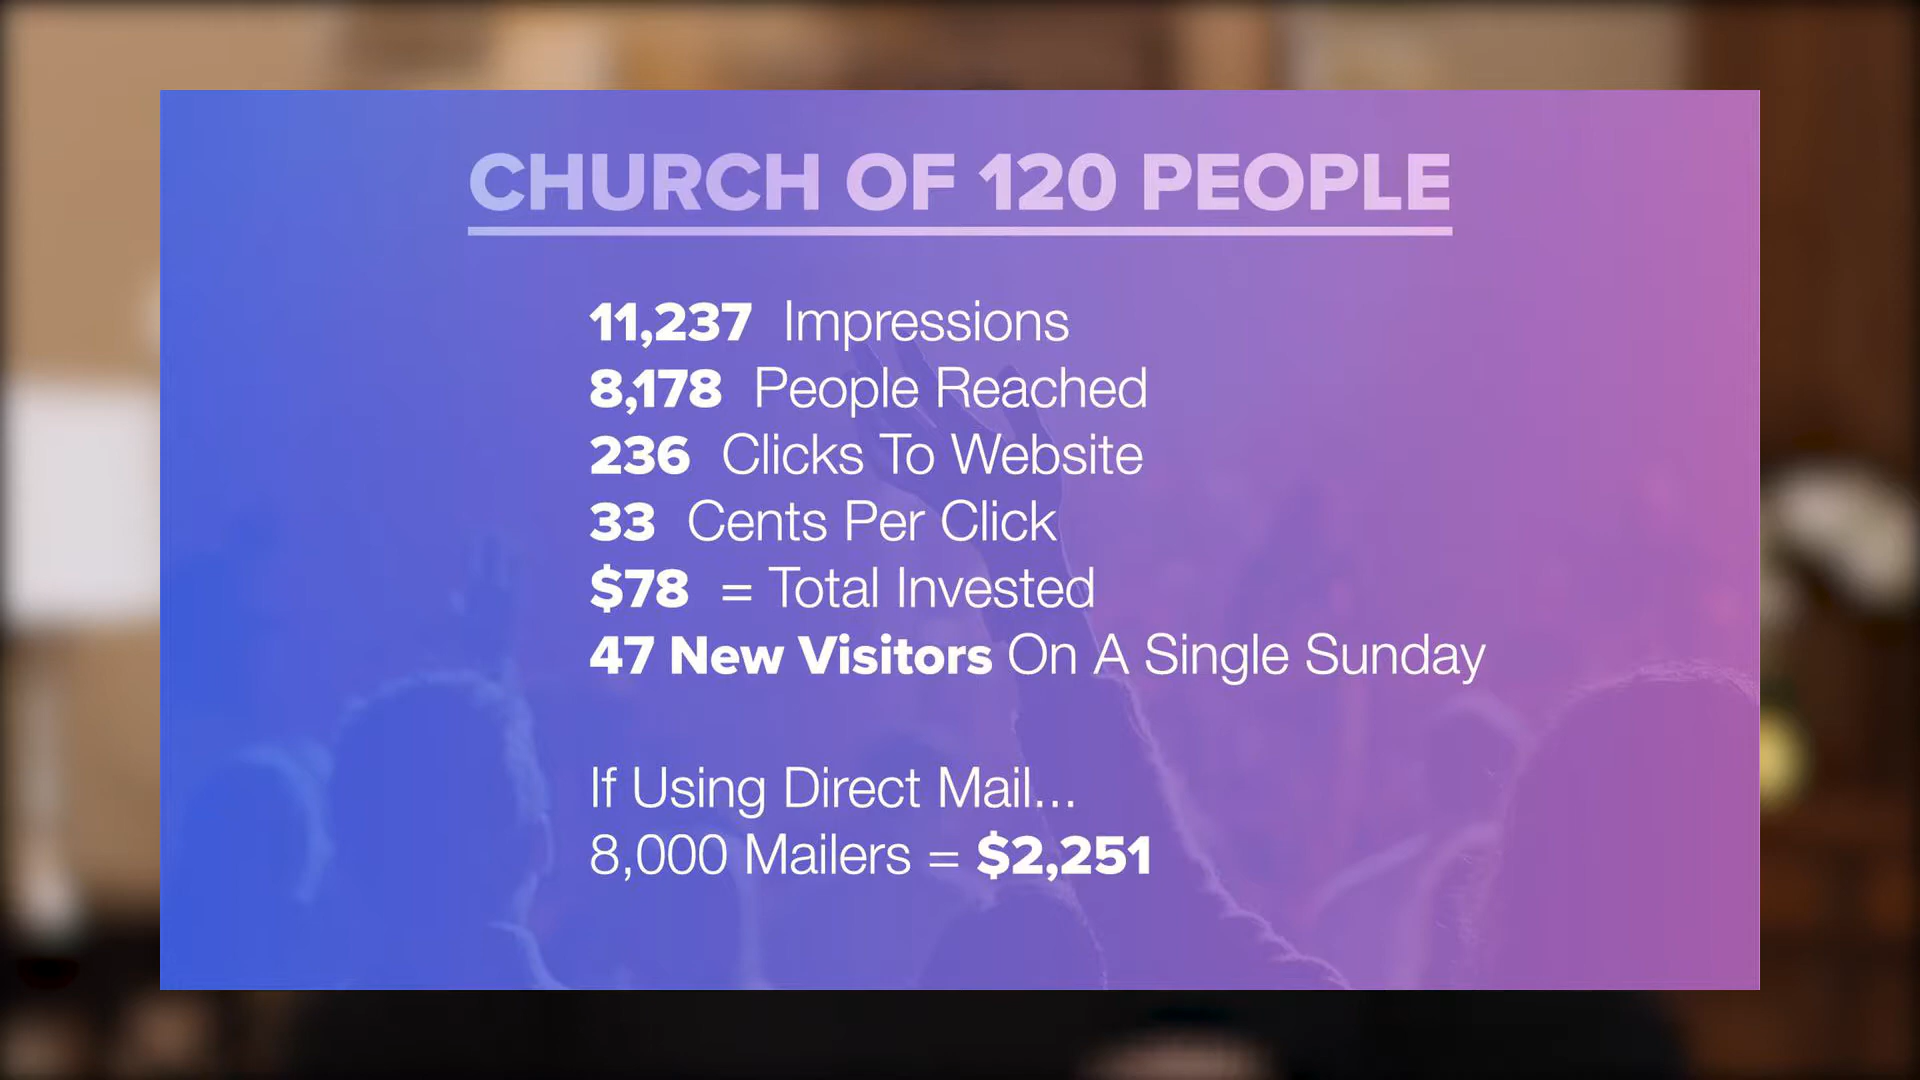 CHURCH OF 120 PEOPLE
11,237 Impressions
8,178 People Reached
236 Clicks To Website
33 Cents Per Click
$78 = Total Invested
47 New Visitors On A Single Sunday
If Using Direct Mail...
8,000 Mailers = $2,251